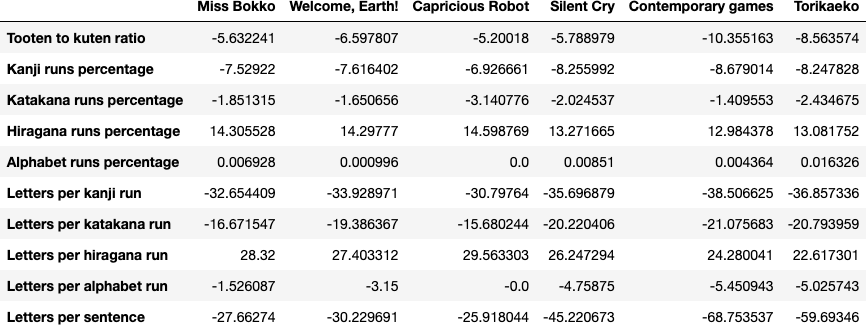 Miss Bokko Welcome, Earth! Capricious Robot Silent Cry Contemporary games Torikaeko
Tooten to kuten ratio -5.632241 -6.597807 -5.20018 -5.788979 -10.355163 -8.563574
Kanji runs percentage -7.52922 -7.616402 -6.926661 -8.255992 -8.679014 -8.247828
Katakana runs percentage -1.851315 -1.650656 -3.140776 -2.024537 -1.409553 -2.434675
Hiragana runs percentage 14.305528 14.29777 14.598769 13.271665 12.984378 13.081752
Alphabet runs percentage 0.006928 0.000996 0.0 0.00851 0.004364 0.016326
Letters per kanji run -32.654409 -33.928971 -30.79764 -35.696879 -38.506625 -36.857336
Letters per katakana run -16.671547 -19.386367 -15.680244 -20.220406 -21.075683 -20.793959
Letters per hiragana run 28.32 27.403312 29.563303 26.247294 24.280041 22.617301
Letters per alphabet run -1.526087 -3.15 -0.0 -4.75875 -5.450943 -5.025743
Letters per sentence -27.66274 -30.229691 -25.918044 -45.220673 -68.753537 -59.69346